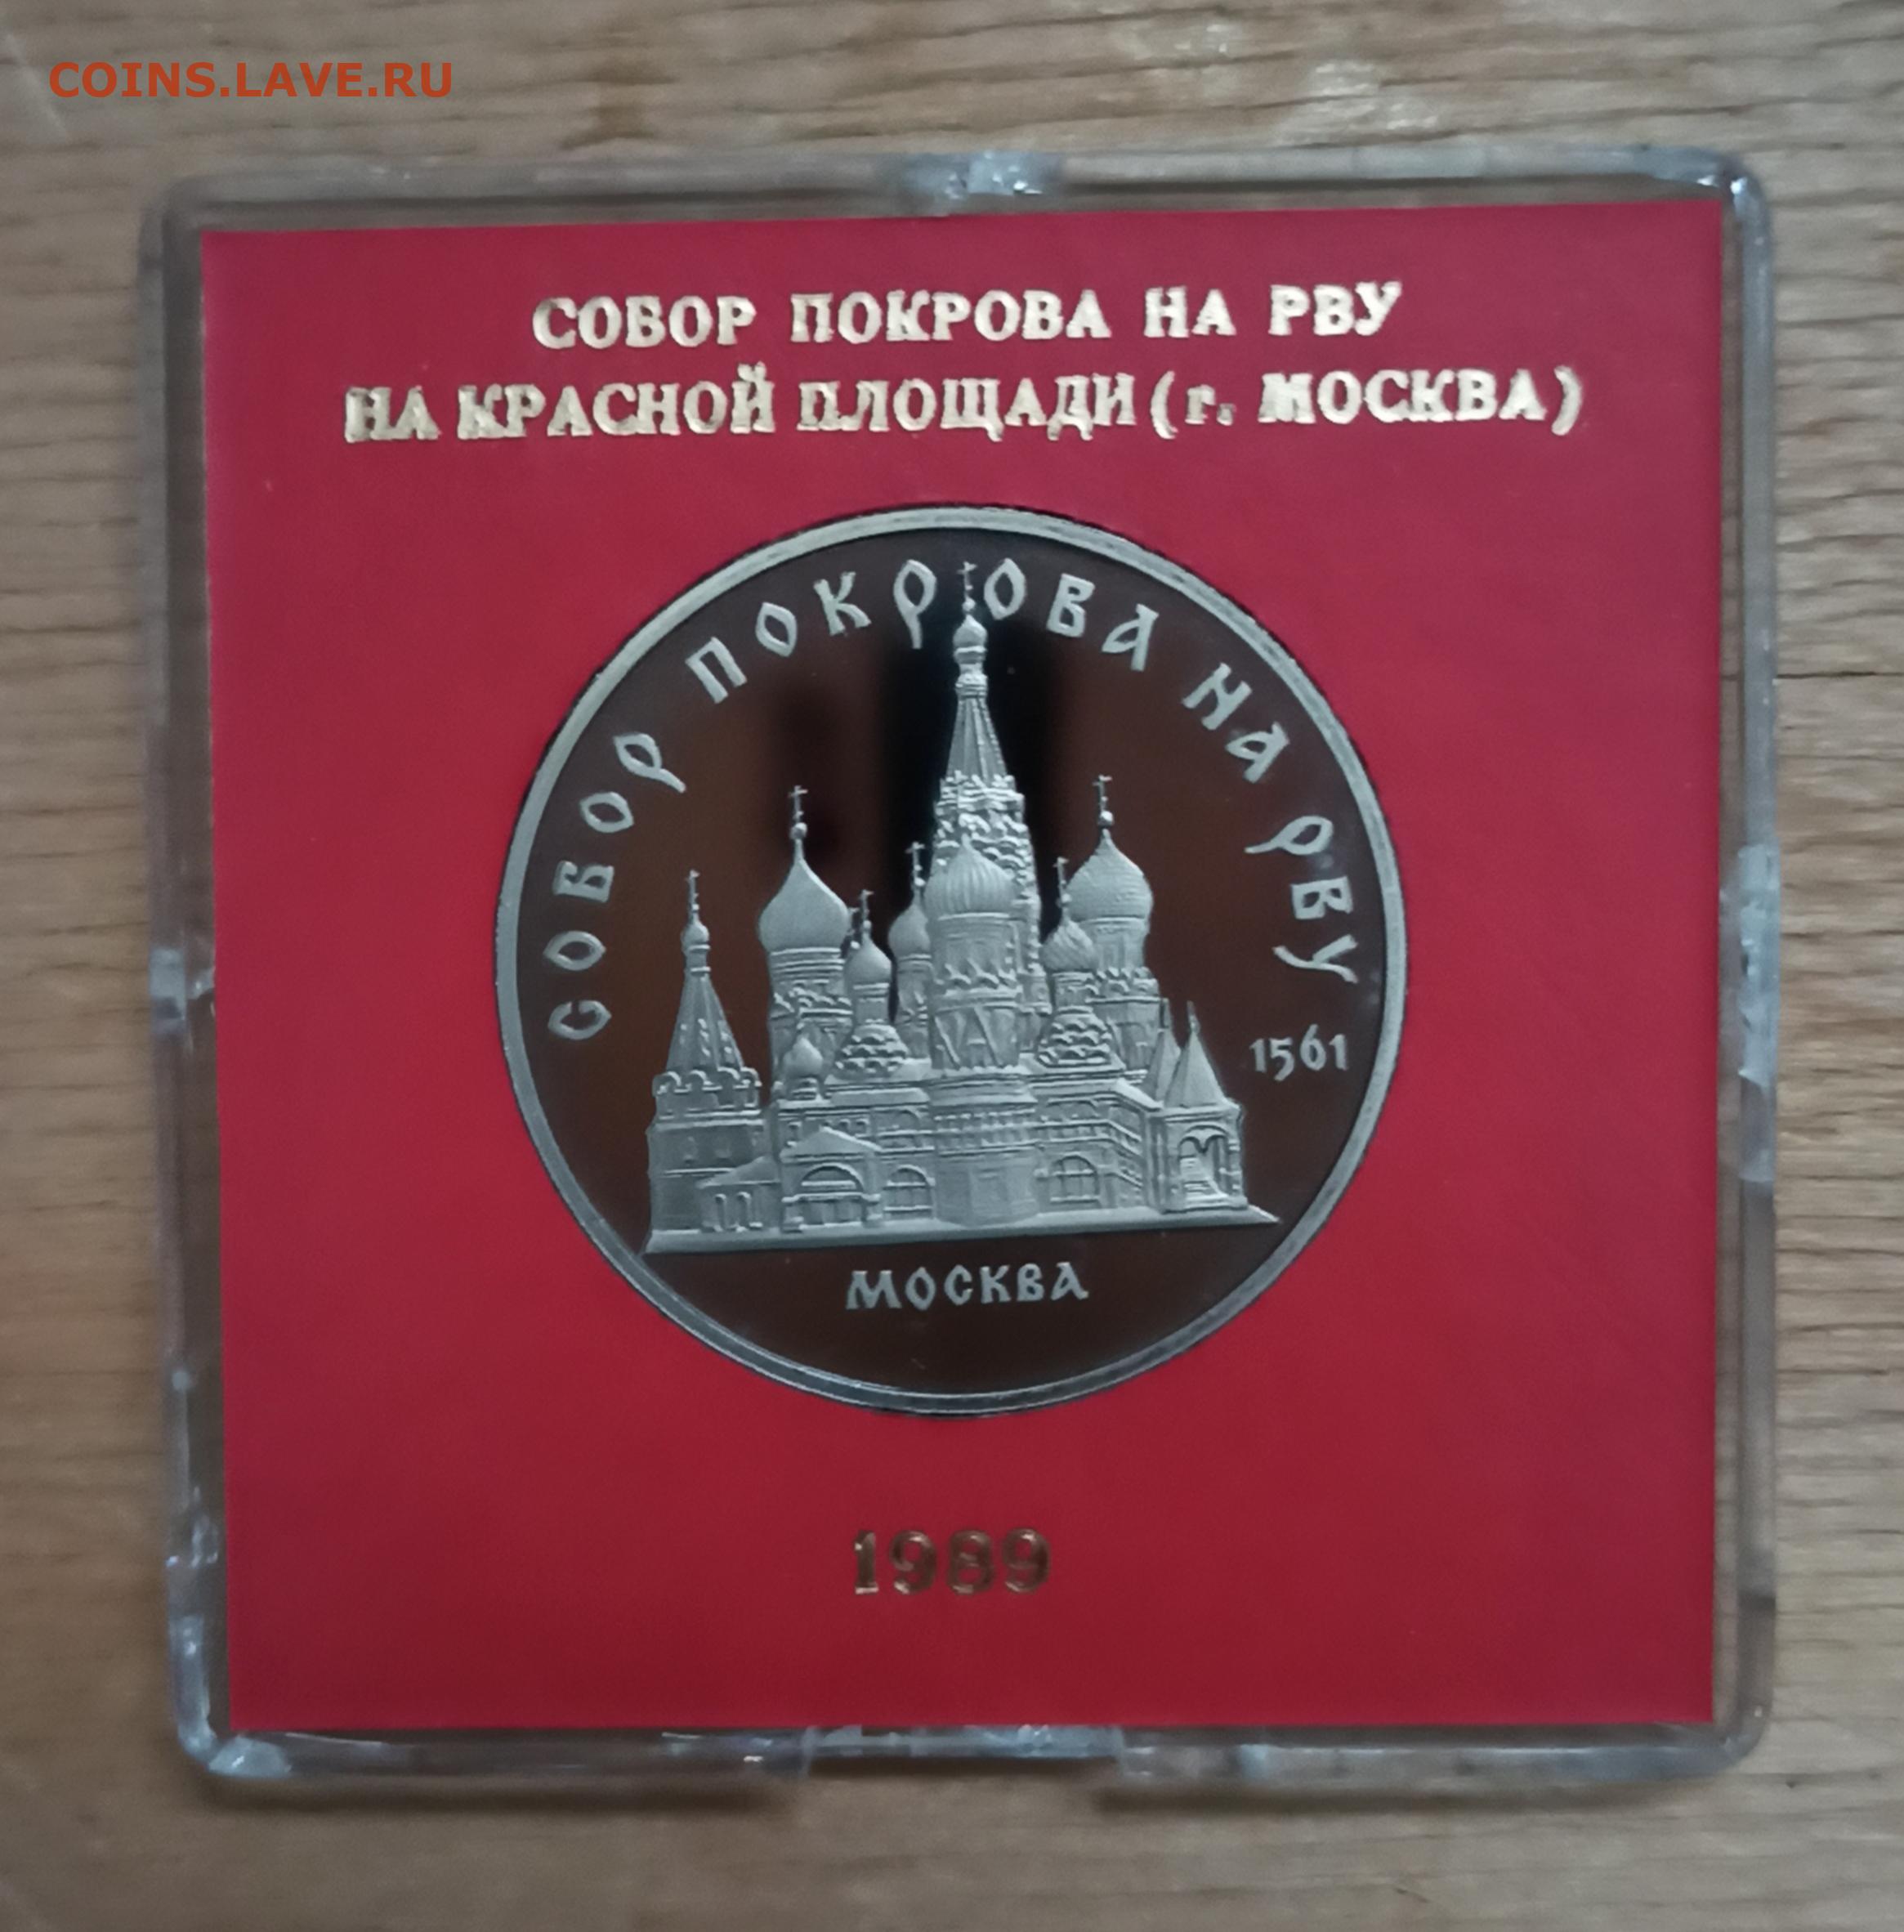 COINS.LAVE.RU
СОБОР ПОКРОВА НА РВУ
НА КРАСНОЙ ПЛОЩАДИ (г. МОСКВА)
СОБОР ПОКРОВА НА РВУ
1561
МОСКВА
1989